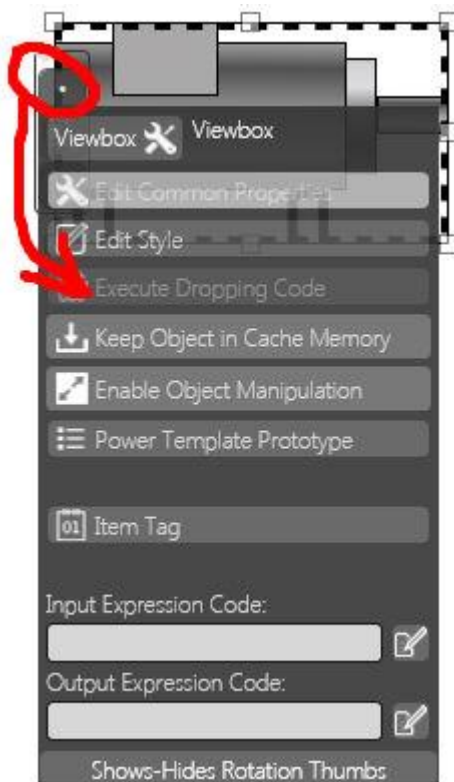 Viewbox Viewbox
Edit Common Properties
Edit Style
Execute Dropping Code
Keep Object in Cache Memory
Enable Object Manipulation
Power Template Prototype
01 Item Tag
Input Expression Code:
Output Expression Code:
Shows-Hides Rotation Thumbs